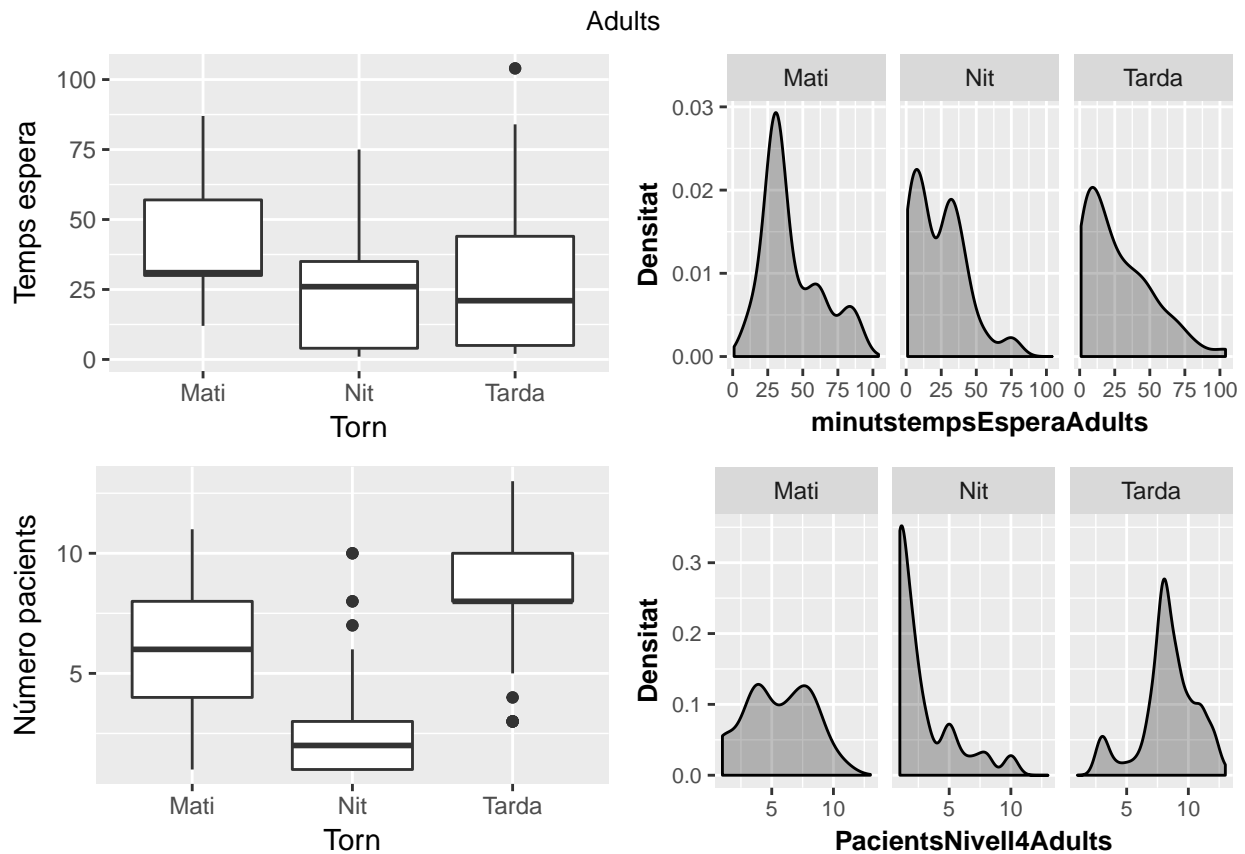 Adults
Temps espera
100
75
50
25
0
Mati Nit Tarda
Torn
Mati Nit Tarda
Densitat
0.03
0.02
0.01
0.00
0 25 50 75 100 0 25 50 75 100 0 25 50 75 100
minutstempsEsperaAdults
Número pacients
10
5
Mati Nit Tarda
Torn
Mati Nit Tarda
Densitat
0.3
0.2
0.1
0.0
5 10 5 10 5 10
PacientsNivell4Adults